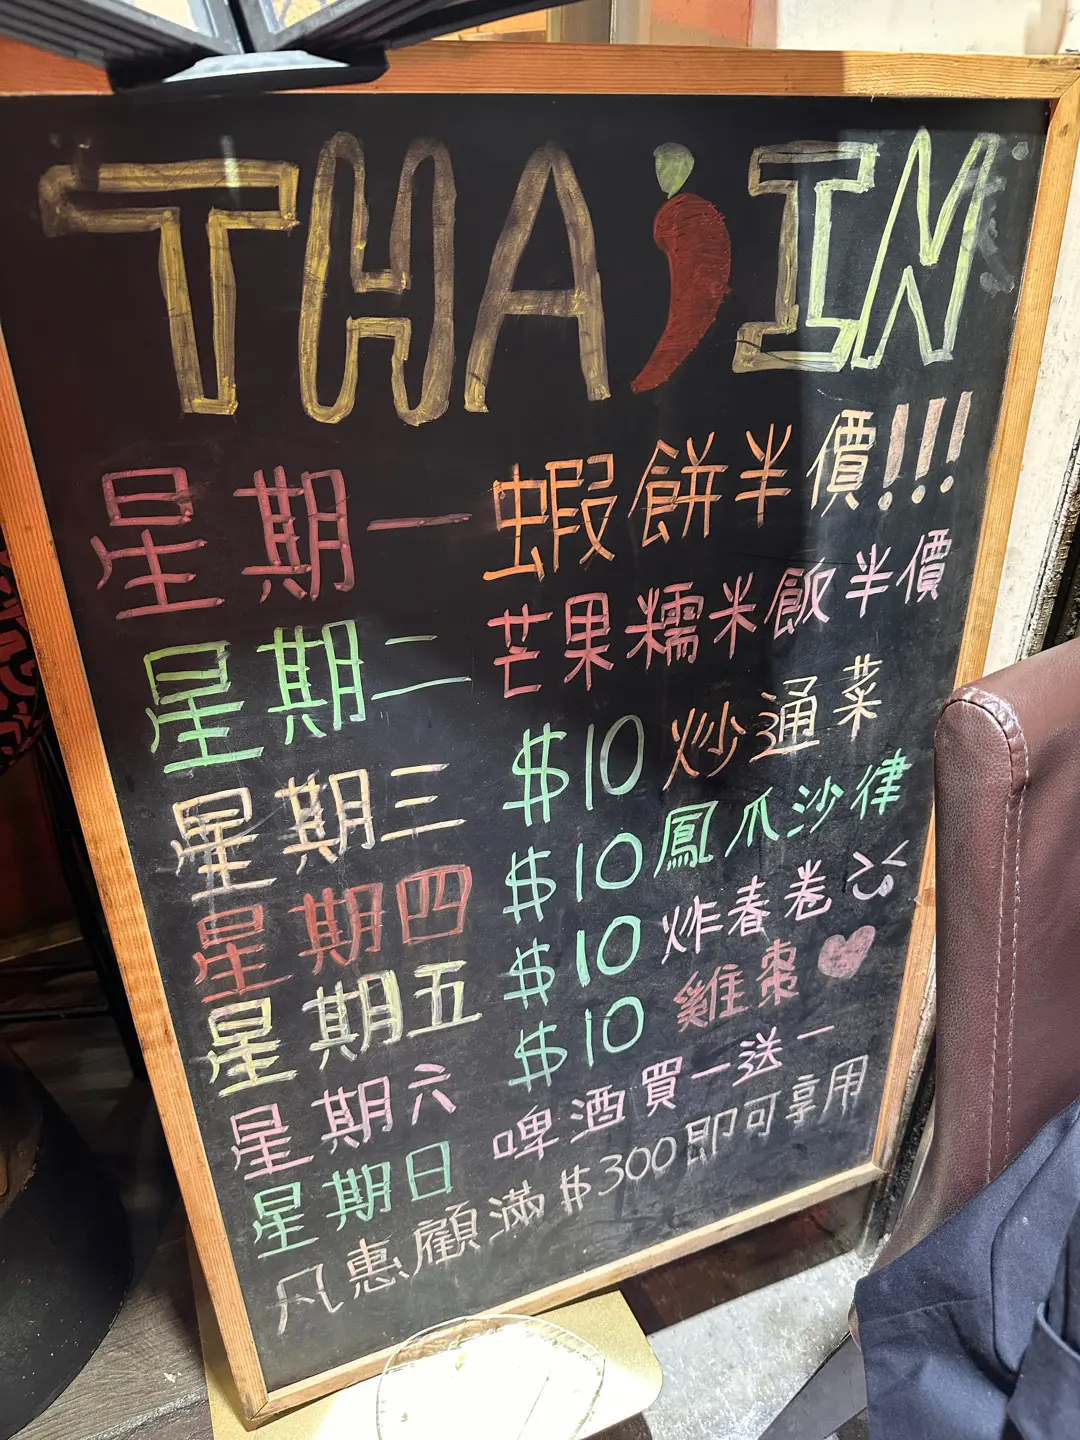 THAi IN
星期一 蝦餅半價!!!
星期二 芒果糯米飯半價
星期三 $10 炒通菜
星期四 $10 鳳爪沙律
星期五 $10 炸春卷
星期六 $10 雞棗
星期日 啤酒買一送一
凡惠顧滿$300即可享用